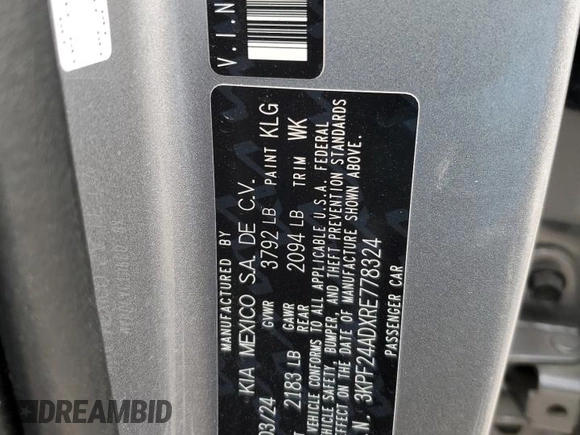 V.I.N
MANUFACTURED BY
KIA MEXICO S.A. DE C.V.
03/24 GVWR 3792 LB PAINT KLG
2183 LB GAWR REAR 2094 LB TRIM WK
VEHICLE CONFORMS TO ALL APPLICABLE U.S.A. FEDERAL
VEHICLE SAFETY, BUMPER, AND THEFT PREVENTION STANDARDS
EFFECT ON THE DATE OF MANUFACTURE SHOWN ABOVE.
N. 3KPF24ADXRE778324
PASSENGER CAR
DREAMBID